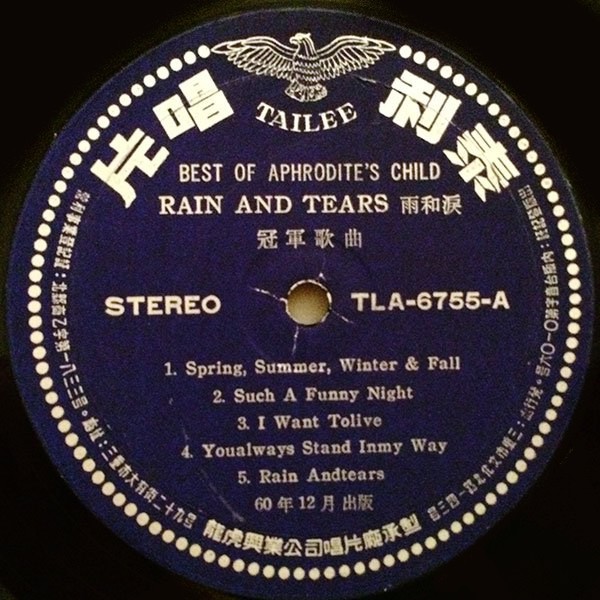 TAILEE
泰利唱片
BEST OF APHRODITE'S CHILD
RAIN AND TEARS 雨和淚
冠軍歌曲
STEREO
TLA-6755-A
1. Spring, Summer, Winter & Fall
2. Such A Funny Night
3. I Want Tolive
4. Youalways Stand Inmy Way
5. Rain Andtears
60年12月出版
龍虎興業公司唱片廠承製